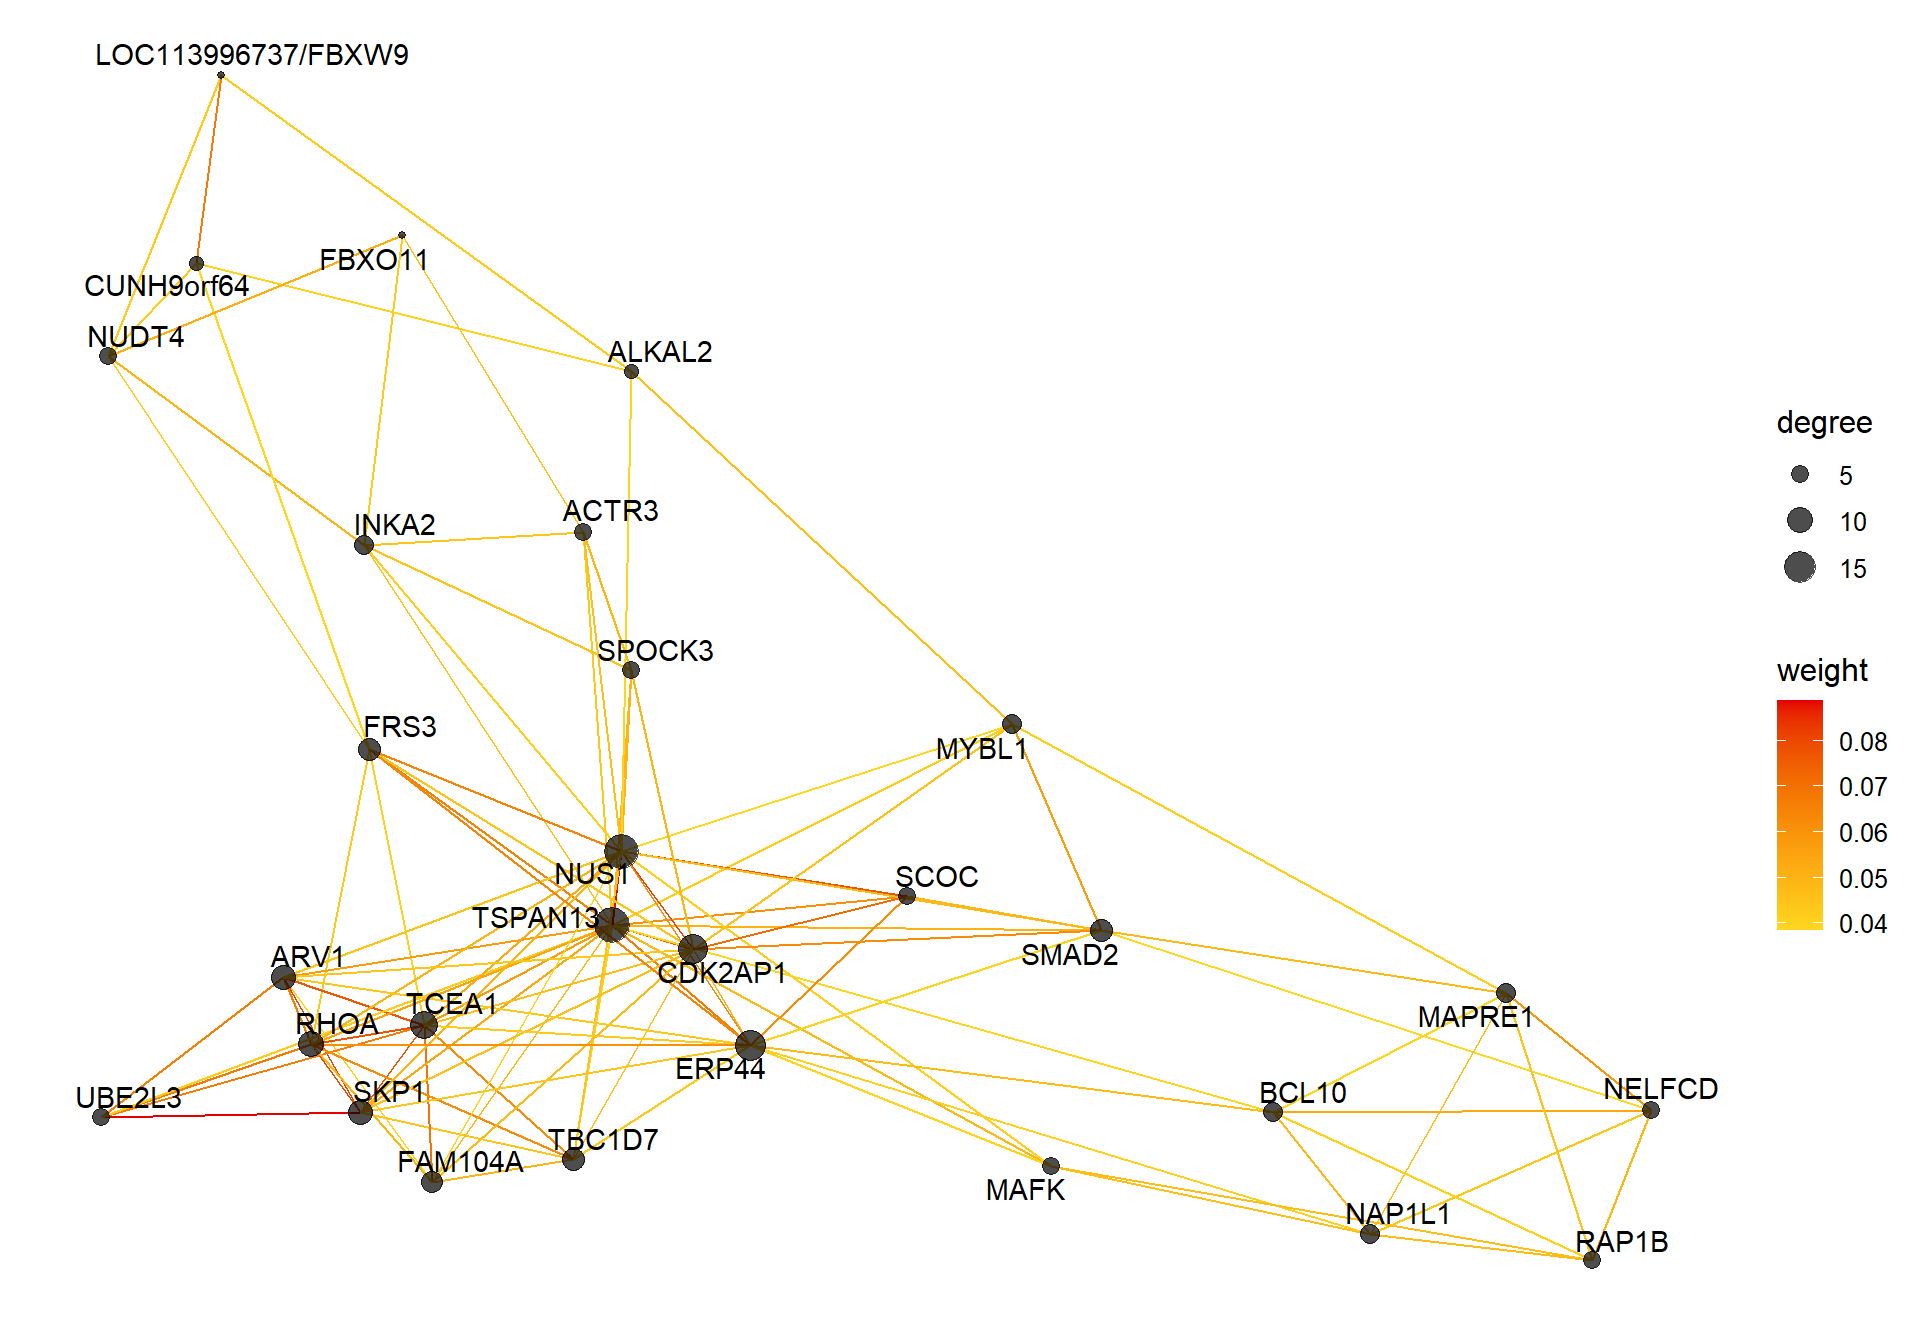 LOC113996737/FBXW9
FBXO11
CUNH9orf64
NUDT4
ALKAL2
degree
5
10
15
ACTR3
INKA2
SPOCK3
weight
0.08
0.07
0.06
0.05
0.04
FRS3
MYBL1
NUS1
SCOC
TSPAN13
SMAD2
ARV1
CDK2AP1
TCEA1
RHOA
MAPRE1
ERP44
UBE2L3
SKP1
BCL10
NELFCD
TBC1D7
FAM104A
MAFK
NAP1L1
RAP1B